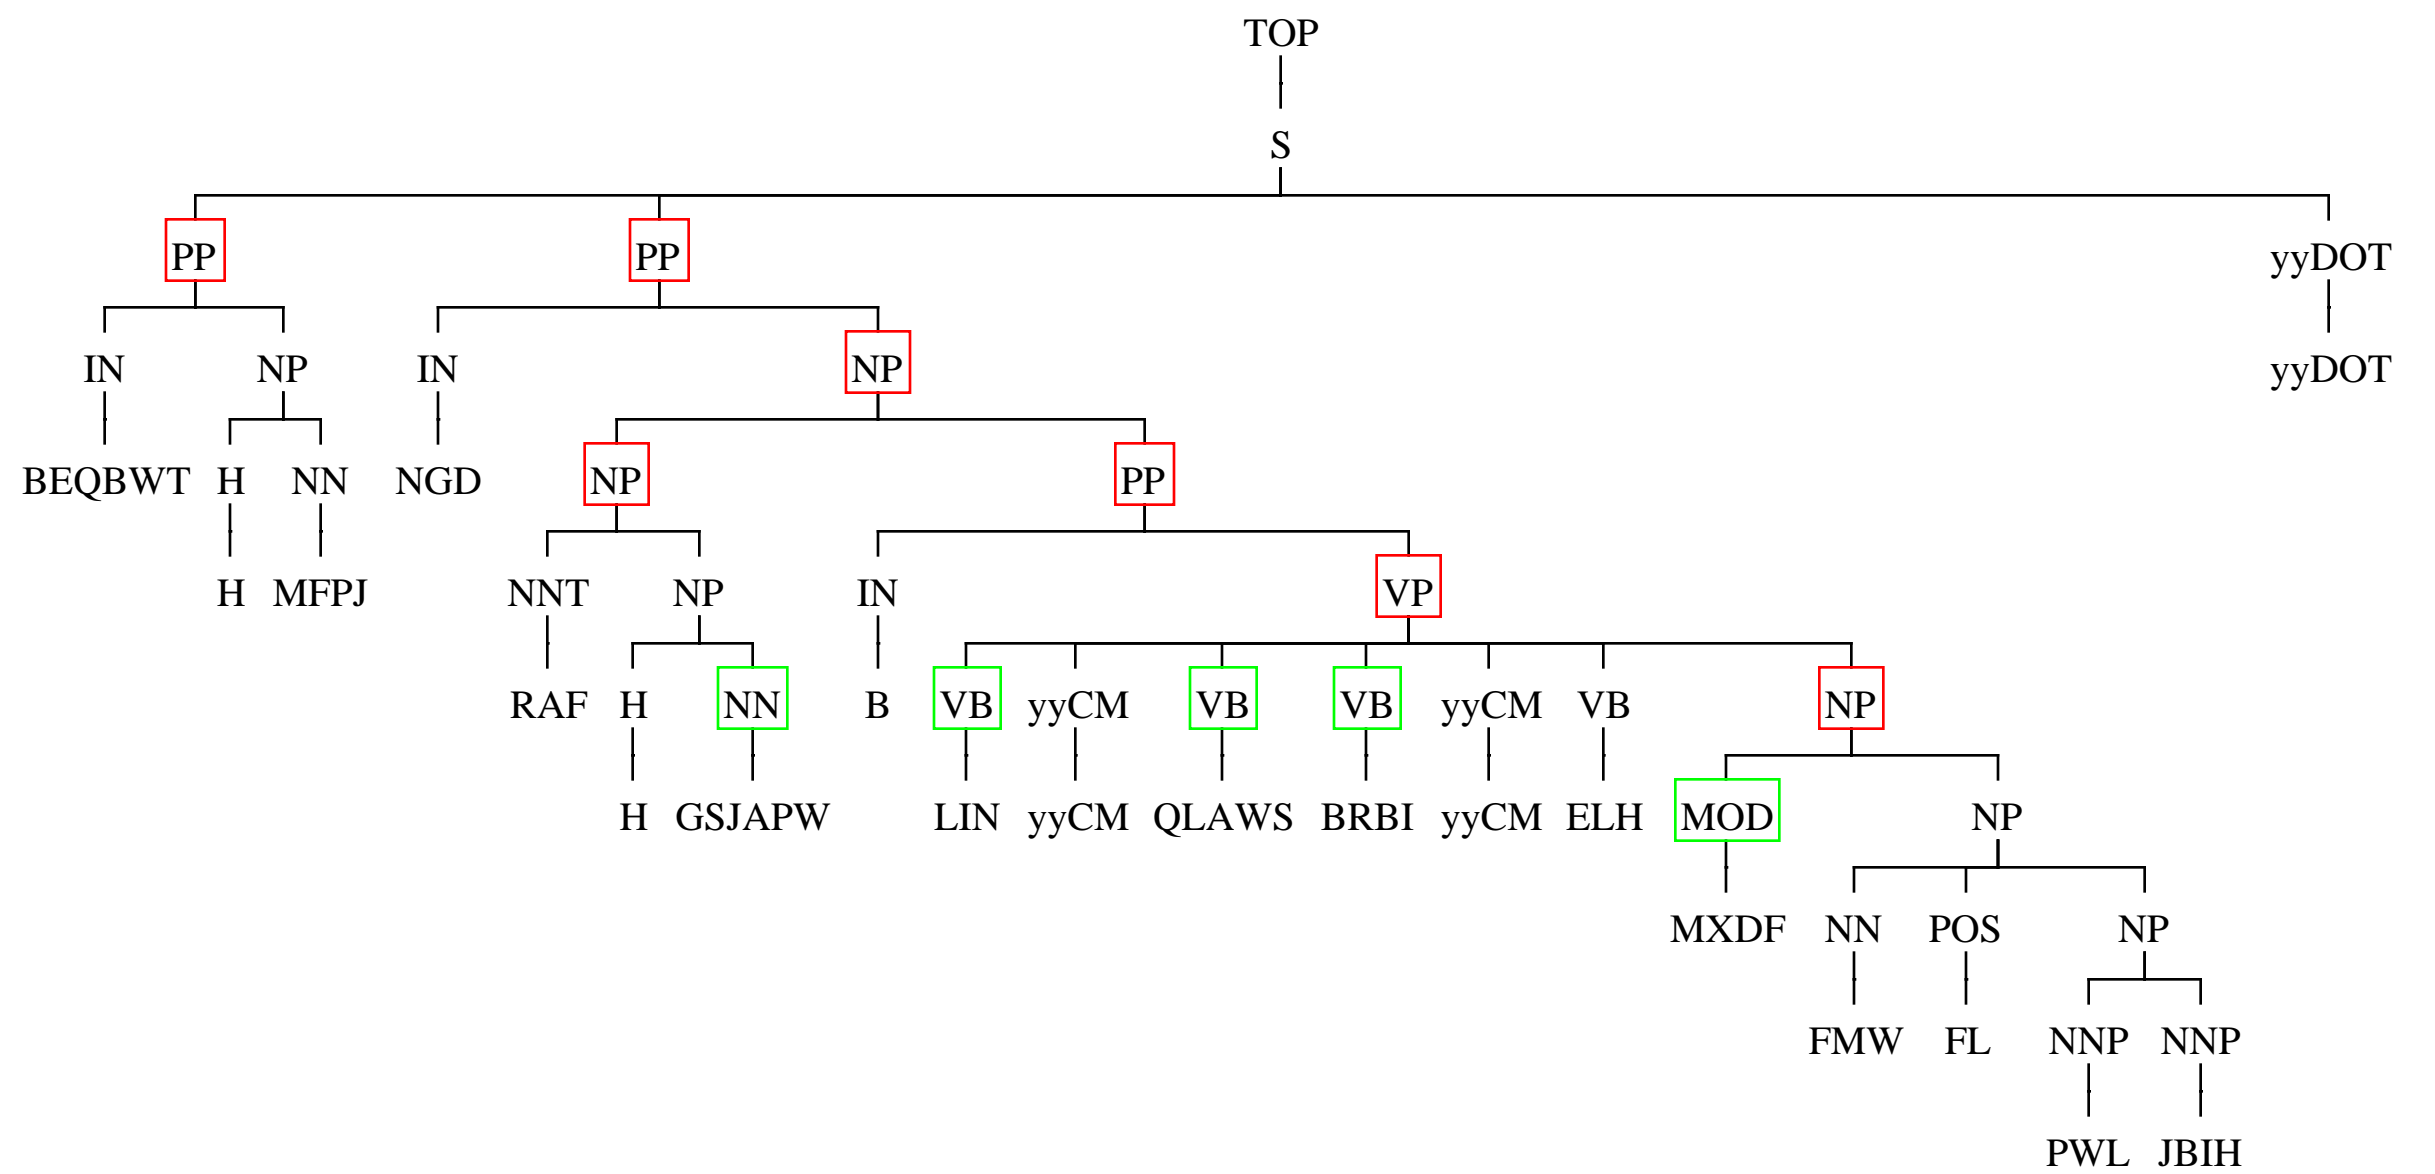 TOP
S
PP PP yyDOT
IN NP IN NP yyDOT
BEQBWT H NN NGD NP PP
H MFPJ NNT NP IN VP
RAF H NN B VB yyCM VB VB yyCM VB NP
H GSJAPW LIN yyCM QLAWS BRBI yyCM ELH MOD NP
MXDF NN POS NP
FMW FL NNP NNP
PWL JBIH